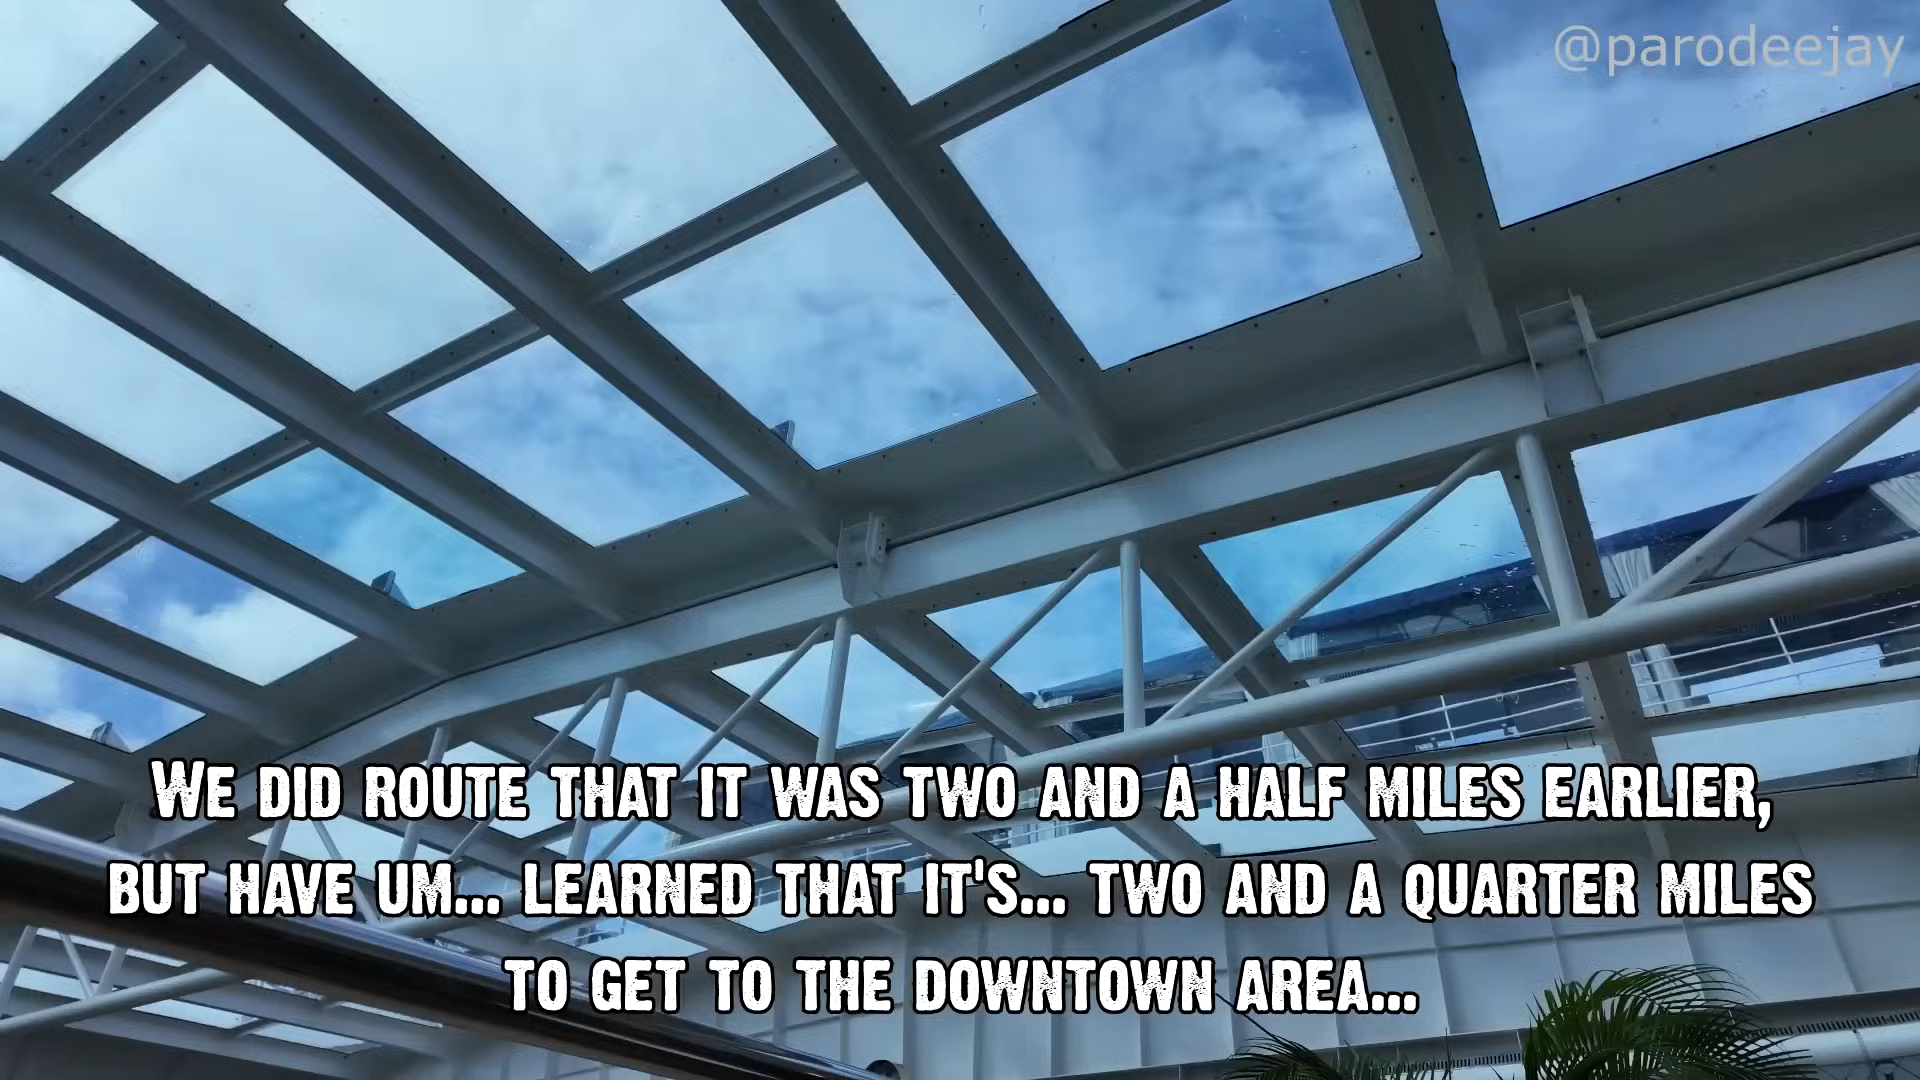 @parodeejay
We did route that it was two and a half miles earlier,
but have um... learned that it's... two and a quarter miles
to get to the downtown area...